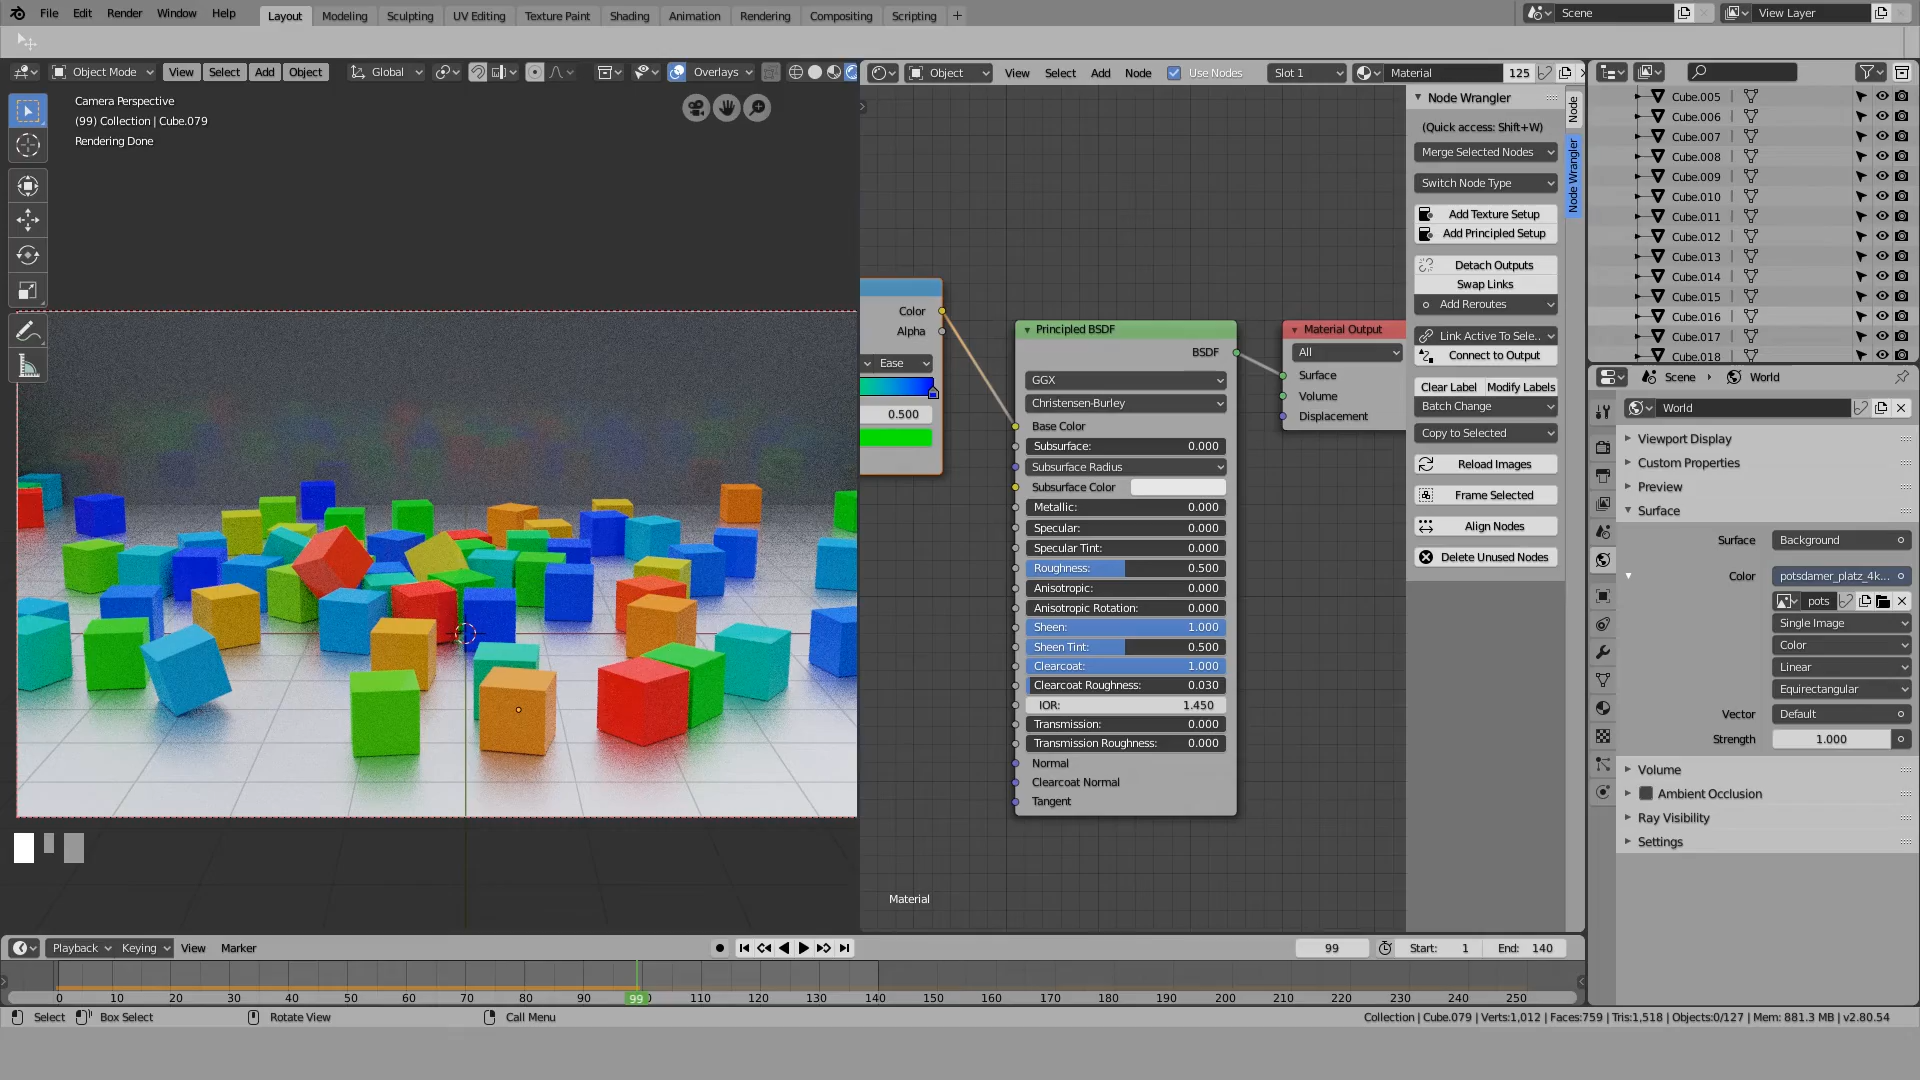 File Edit Render Window Help Layout Modeling Sculpting UV Editing Texture Paint Shading Animation Rendering Compositing Scripting + Scene View Layer
Object Mode View Select Add Object Global Overlays
Object View Select Add Node Use Nodes Slot 1 Material 125
Camera Perspective
(99) Collection | Cube.079
Rendering Done
Color
Alpha
Ease
0.500
Principled BSDF
BSDF
GGX
Christensen-Burley
Base Color
Subsurface: 0.000
Subsurface Radius
Subsurface Color
Metallic: 0.000
Specular: 0.000
Specular Tint: 0.000
Roughness: 0.500
Anisotropic: 0.000
Anisotropic Rotation: 0.000
Sheen: 1.000
Sheen Tint: 0.500
Clearcoat: 1.000
Clearcoat Roughness: 0.030
IOR: 1.450
Transmission: 0.000
Transmission Roughness: 0.000
Normal
Clearcoat Normal
Tangent
Material Output
All
Surface
Volume
Displacement
Material
Node Wrangler
(Quick access: Shift+W)
Merge Selected Nodes
Switch Node Type
Add Texture Setup
Add Principled Setup
Detach Outputs
Swap Links
Add Reroutes
Link Active To Sele..
Connect to Output
Clear Label Modify Labels
Batch Change
Copy to Selected
Reload Images
Frame Selected
Align Nodes
Delete Unused Nodes
Node
Node Wrangler
Cube.005
Cube.006
Cube.007
Cube.008
Cube.009
Cube.010
Cube.011
Cube.012
Cube.013
Cube.014
Cube.015
Cube.016
Cube.017
Cube.018
Scene World
World
Viewport Display
Custom Properties
Preview
Surface
Surface Background
Color potsdamer_platz_4k...
pots
Single Image
Color
Linear
Equirectangular
Vector Default
Strength 1.000
Volume
Ambient Occlusion
Ray Visibility
Settings
Playback Keying View Marker 99 Start: 1 End: 140
0 10 20 30 40 50 60 70 80 90 99 110 120 130 140 150 160 170 180 190 200 210 220 230 240 250
Select Box Select Rotate View Call Menu Collection | Cube.079 | Verts:1,012 | Faces:759 | Tris:1,518 | Objects:0/127 | Mem: 881.3 MB | v2.80.54